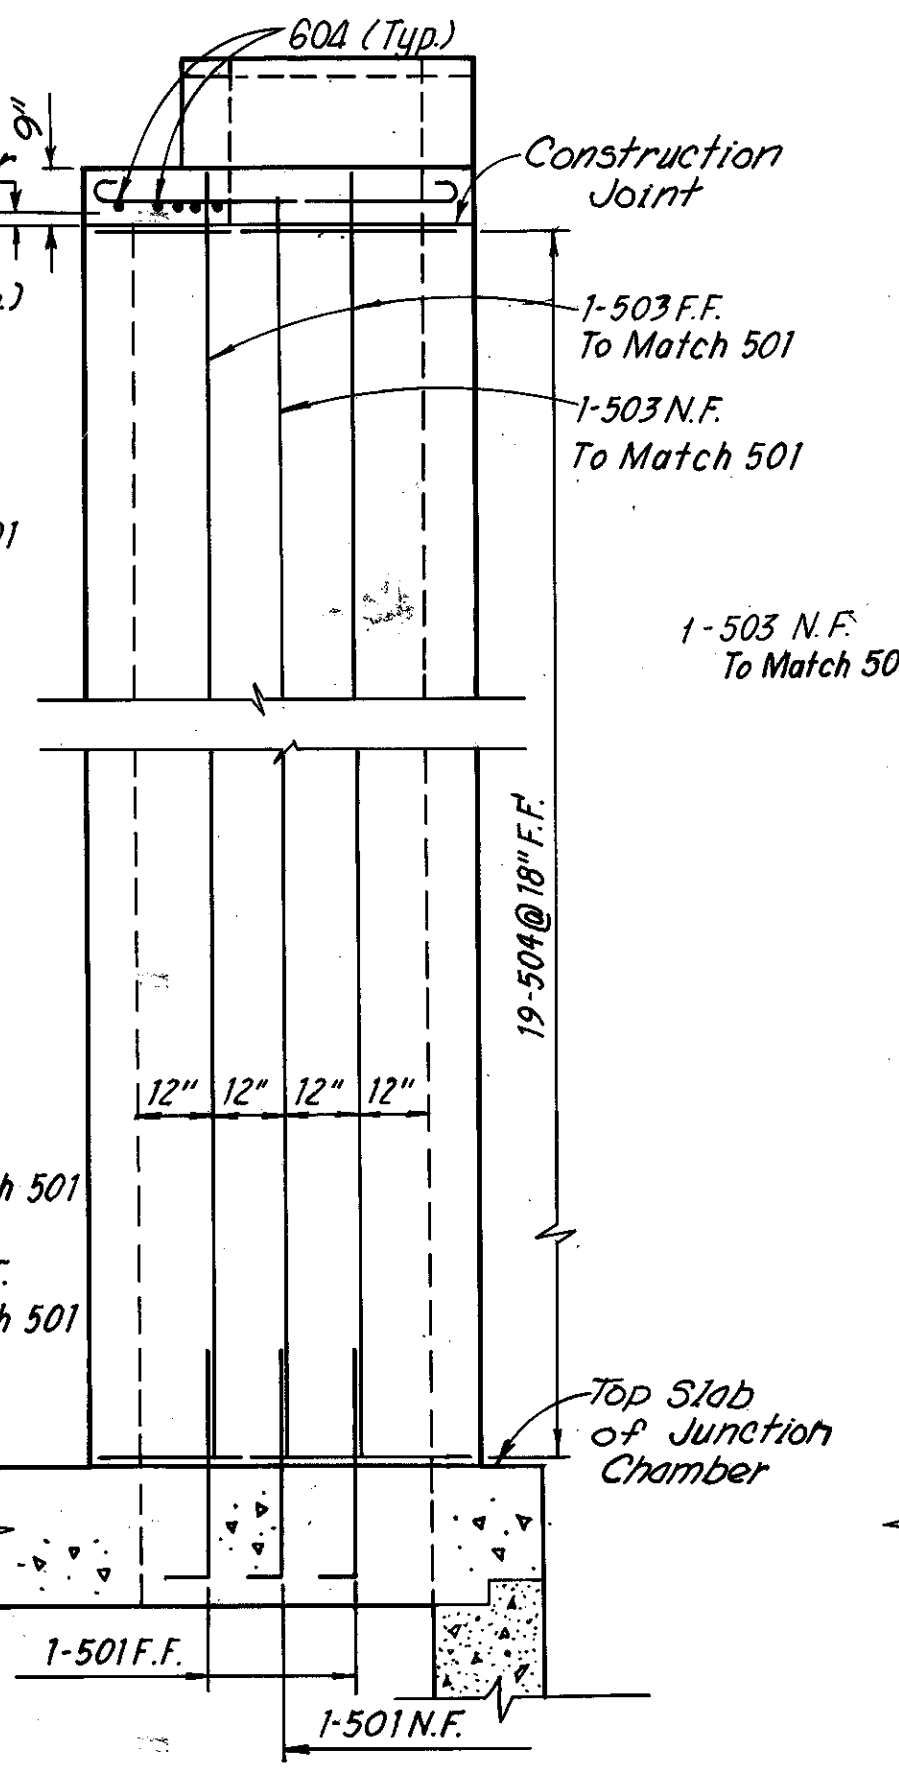 604 (Typ.)
9"
Construction
Joint
1-503 F.F.
To Match 501
1-503 N.F.
To Match 501
1-503 N.F.
To Match 50
19-504@18" F.F.
12" 12" 12" 12"
501
501
Top Slab
of Junction
Chamber
1-501 F.F.
1-501 N.F.